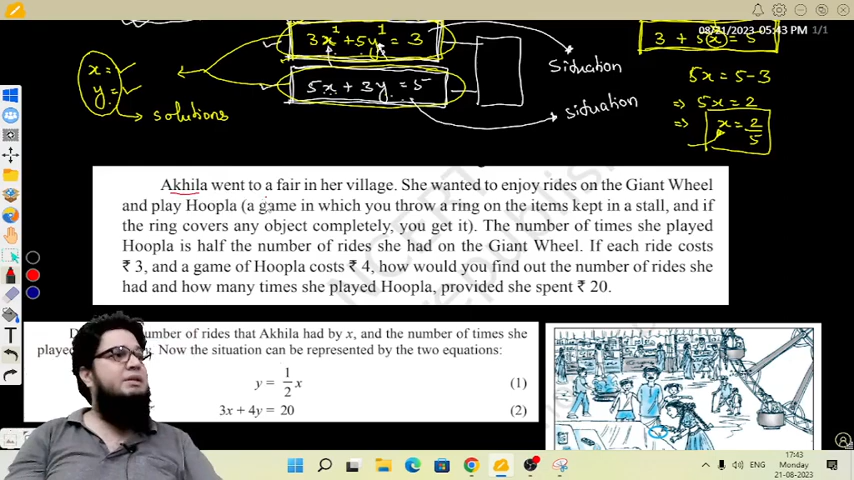 3x¹ + 5y¹ = 3
5x + 3y = 5
x =
y =
solutions
Situation
situation
3 + 5(x) = 5
5x = 5 - 3
⇒ 5x = 2
⇒ x = 2/5
08/21/2023 05:43 PM 1/1
Akhila went to a fair in her village. She wanted to enjoy rides on the Giant Wheel
and play Hoopla (a game in which you throw a ring on the items kept in a stall, and if
the ring covers any object completely, you get it). The number of times she played
Hoopla is half the number of rides she had on the Giant Wheel. If each ride costs
₹ 3, and a game of Hoopla costs ₹ 4, how would you find out the number of rides she
had and how many times she played Hoopla, provided she spent ₹ 20.
umber of rides that Akhila had by x, and the number of times she
playe y. Now the situation can be represented by the two equations:
y = 1/2 x (1)
3x + 4y = 20 (2)
ENG
17:43
Monday
21-08-2023